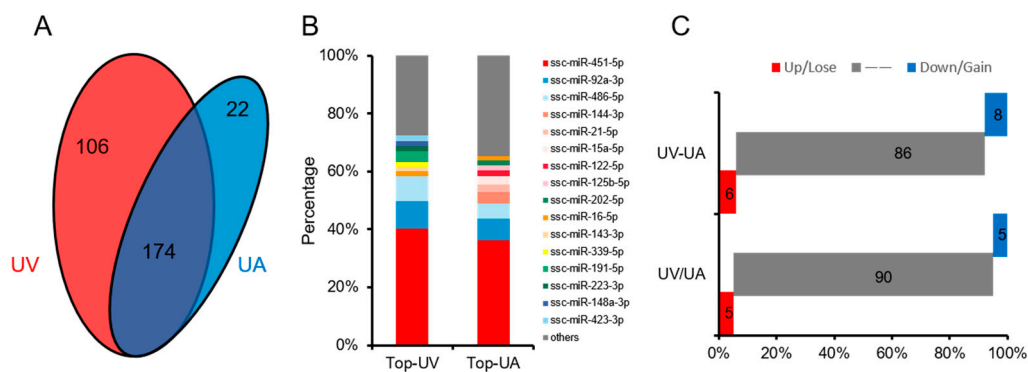 A
106
22
174
UV
UA
B
100%
80%
60%
40%
20%
0%
Percentage
Top-UV
Top-UA
ssc-miR-451-5p
ssc-miR-92a-3p
ssc-miR-486-5p
ssc-miR-144-3p
ssc-miR-21-5p
ssc-miR-15a-5p
ssc-miR-122-5p
ssc-miR-125b-5p
ssc-miR-202-5p
ssc-miR-16-5p
ssc-miR-143-3p
ssc-miR-339-5p
ssc-miR-191-5p
ssc-miR-223-3p
ssc-miR-148a-3p
ssc-miR-423-3p
others
C
Up/Lose —— Down/Gain
8
UV-UA 86
6
5
UV/UA 90
5
0% 20% 40% 60% 80% 100%